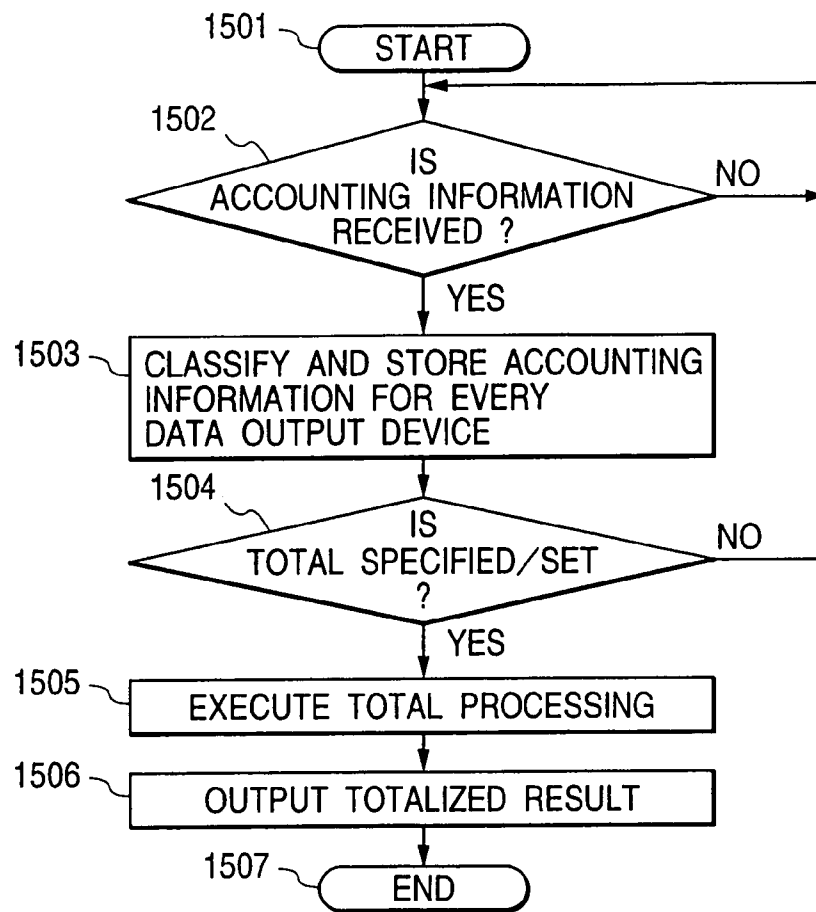 1501
START
1502
IS
ACCOUNTING INFORMATION
RECEIVED ?
NO
YES
1503
CLASSIFY AND STORE ACCOUNTING
INFORMATION FOR EVERY
DATA OUTPUT DEVICE
1504
IS
TOTAL SPECIFIED/SET
?
NO
YES
1505
EXECUTE TOTAL PROCESSING
1506
OUTPUT TOTALIZED RESULT
1507
END